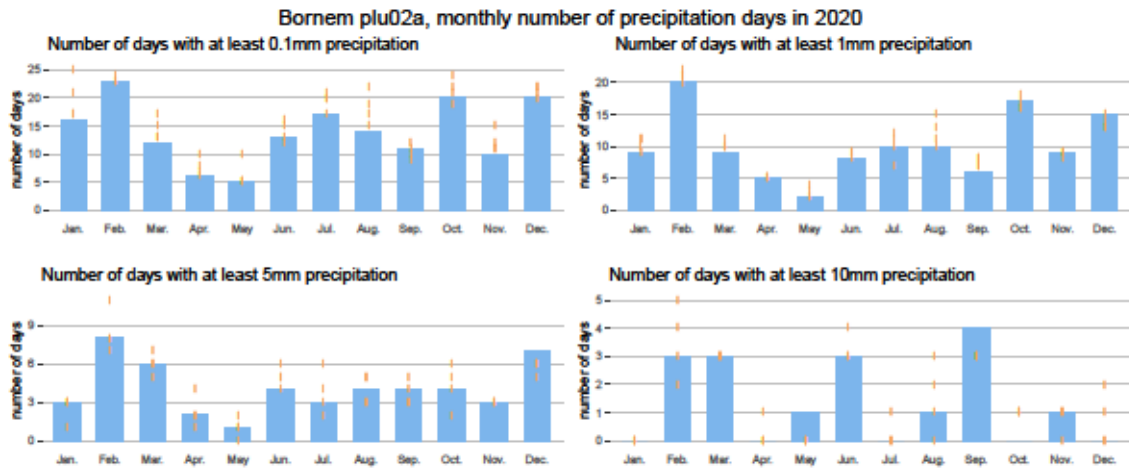 Bornem plu02a, monthly number of precipitation days in 2020
Number of days with at least 0.1mm precipitation
number of days
25
20
15
10
5
0
Jan. Feb. Mar. Apr. May Jun. Jul. Aug. Sep. Oct. Nov. Dec.
Number of days with at least 1mm precipitation
number of days
20
15
10
5
0
Jan. Feb. Mar. Apr. May Jun. Jul. Aug. Sep. Oct. Nov. Dec.
Number of days with at least 5mm precipitation
number of days
9
6
3
0
Jan. Feb. Mar. Apr. May Jun. Jul. Aug. Sep. Oct. Nov. Dec.
Number of days with at least 10mm precipitation
number of days
5
4
3
2
1
0
Jan. Feb. Mar. Apr. May Jun. Jul. Aug. Sep. Oct. Nov. Dec.